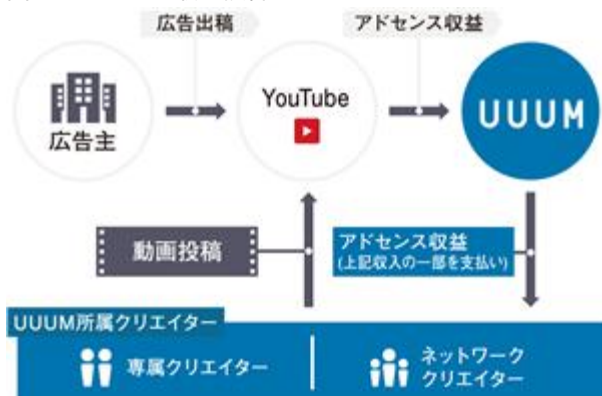 広告出稿
アドセンス収益
広告主
YouTube
UUUM
動画投稿
アドセンス収益
(上記収入の一部を支払い)
UUUM所属クリエイター
専属クリエイター
ネットワーク
クリエイター